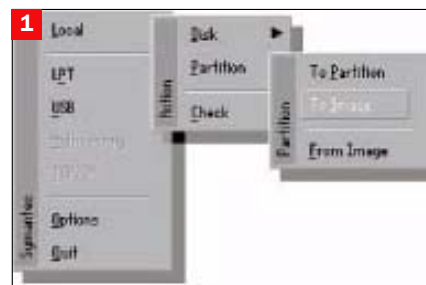 1
Local
LPT
USB
Options
Quit
Symantec
Disk
Partition
Check
Action
To Partition
To Image
From Image
Partition